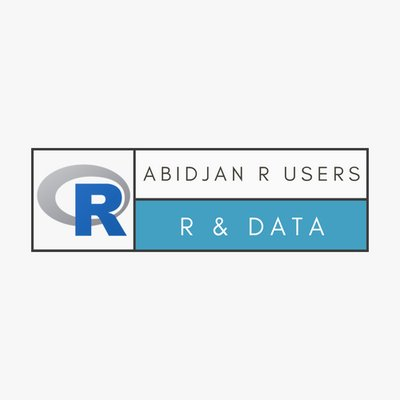 R
ABIDJAN R USERS
R & DATA